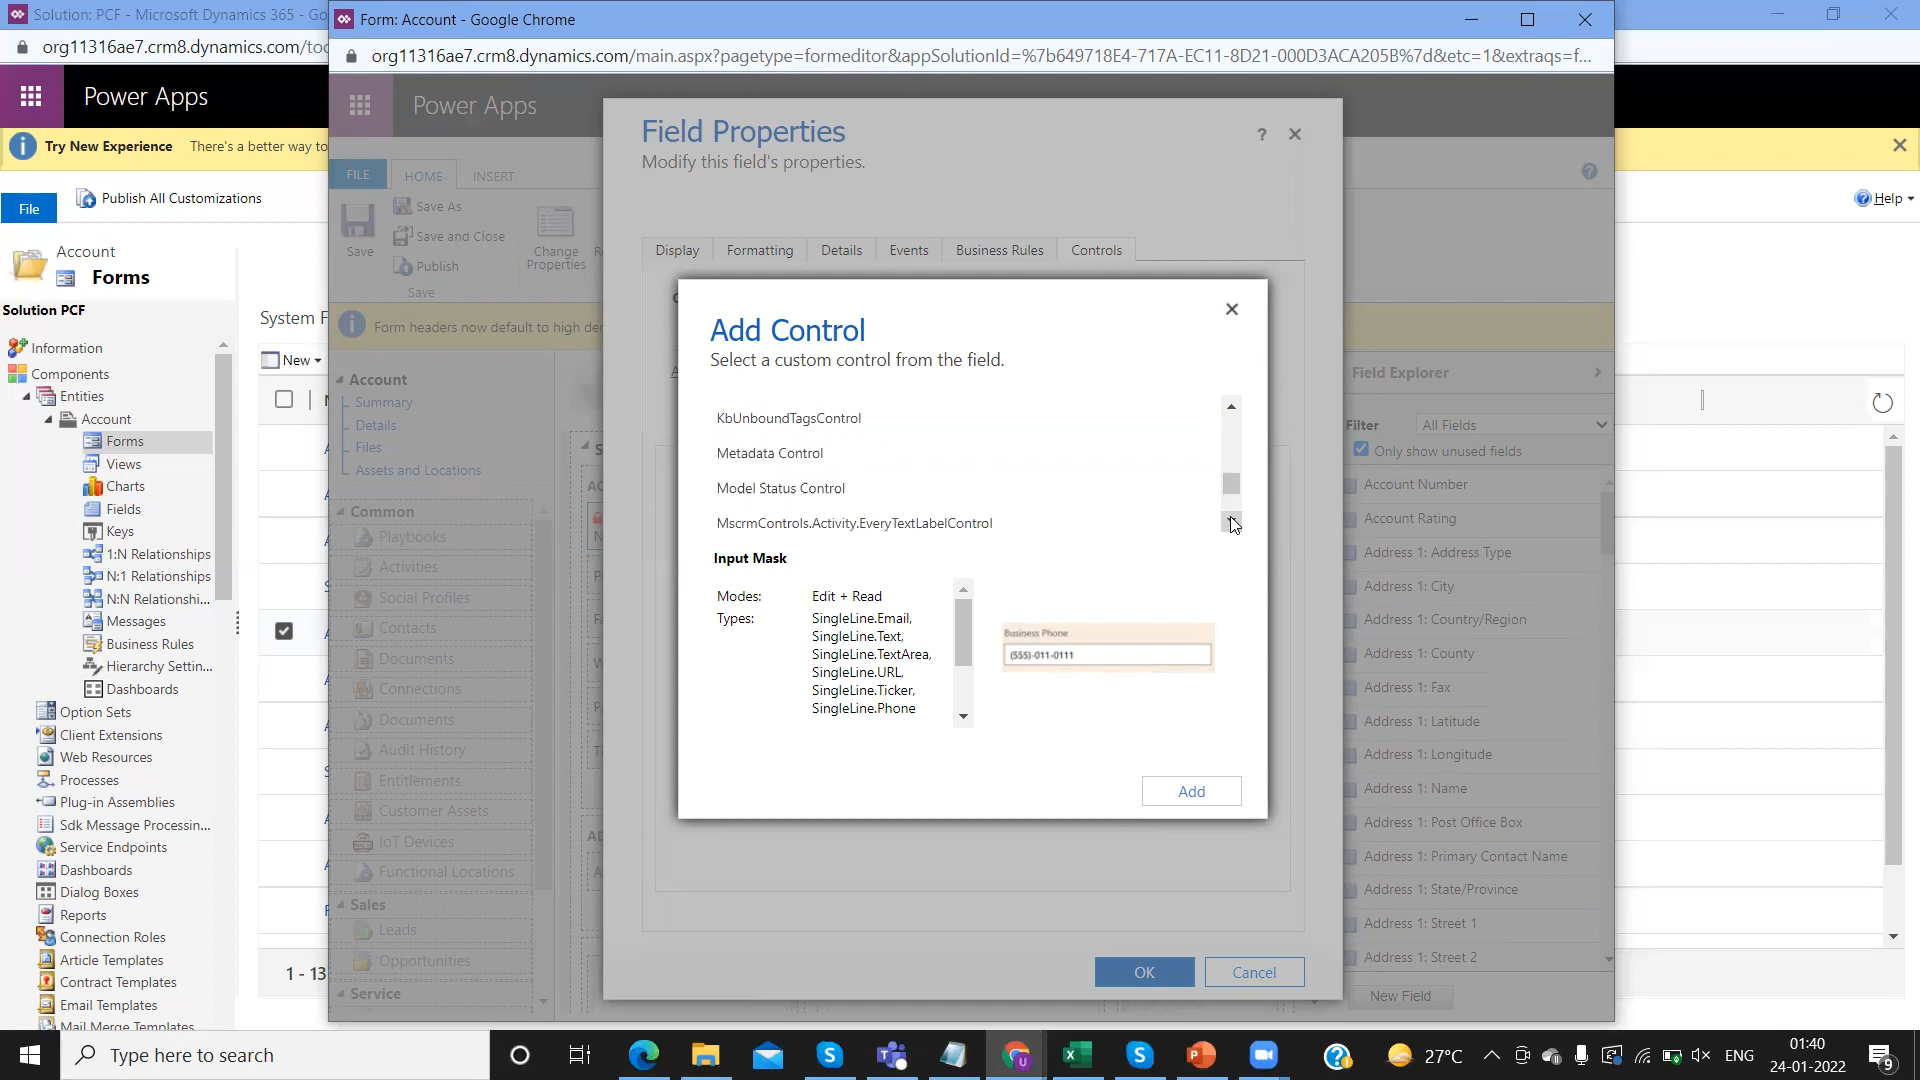 Solution: PCF - Microsoft Dynamics 365 - Go
Form: Account - Google Chrome
org11316ae7.crm8.dynamics.com/too
org11316ae7.crm8.dynamics.com/main.aspx?pagetype=formeditor&appSolutionId=%7b649718E4-717A-EC11-8D21-000D3ACA205B%7d&etc=1&extraqs=f...
Power Apps
Power Apps
Try New Experience There's a better way to
File
Publish All Customizations
Help
FILE
HOME
INSERT
Save
Save As
Save and Close
Publish
Save
Change
Properties
Form headers now default to high den
Account
Forms
Solution PCF
Information
Components
Entities
Account
Forms
Views
Charts
Fields
Keys
1:N Relationships
N:1 Relationships
N:N Relationshi...
Messages
Business Rules
Hierarchy Settin...
Dashboards
Option Sets
Client Extensions
Web Resources
Processes
Plug-in Assemblies
Sdk Message Processin...
Service Endpoints
Dashboards
Dialog Boxes
Reports
Connection Roles
Article Templates
Contract Templates
Email Templates
Mail Merge Templates
System F
New
1 - 13
Account
Summary
Details
Files
Assets and Locations
Common
Playbooks
Activities
Social Profiles
Contacts
Documents
Connections
Documents
Audit History
Entitlements
Customer Assets
IoT Devices
Functional Locations
Sales
Leads
Opportunities
Service
Field Properties
Modify this field's properties.
?
Display
Formatting
Details
Events
Business Rules
Controls
Add Control
Select a custom control from the field.
KbUnboundTagsControl
Metadata Control
Model Status Control
MscrmControls.Activity.EveryTextLabelControl
Input Mask
Modes: Edit + Read
Types: SingleLine.Email,
SingleLine.Text,
SingleLine.TextArea,
SingleLine.URL,
SingleLine.Ticker,
SingleLine.Phone
Business Phone
(555)-011-0111
Add
OK
Cancel
Field Explorer
Filter All Fields
Only show unused fields
Account Number
Account Rating
Address 1: Address Type
Address 1: City
Address 1: Country/Region
Address 1: County
Address 1: Fax
Address 1: Latitude
Address 1: Longitude
Address 1: Name
Address 1: Post Office Box
Address 1: Primary Contact Name
Address 1: State/Province
Address 1: Street 1
Address 1: Street 2
New Field
Type here to search
27°C
ENG
01:40
24-01-2022
9